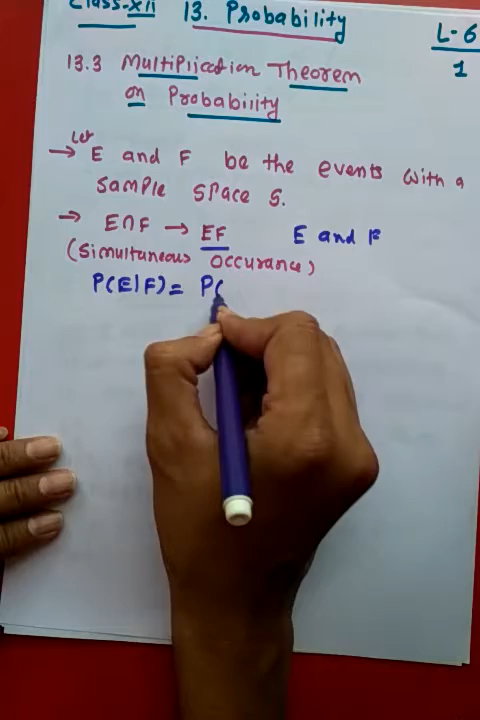 Class-XII 13. Probability
L-6
1
13.3 Multiplication Theorem
on Probability
→ Let E and F be the events with a
Sample space S.
→ E∩F → EF E and F
(Simultaneous occurance)
P(E|F) = P(